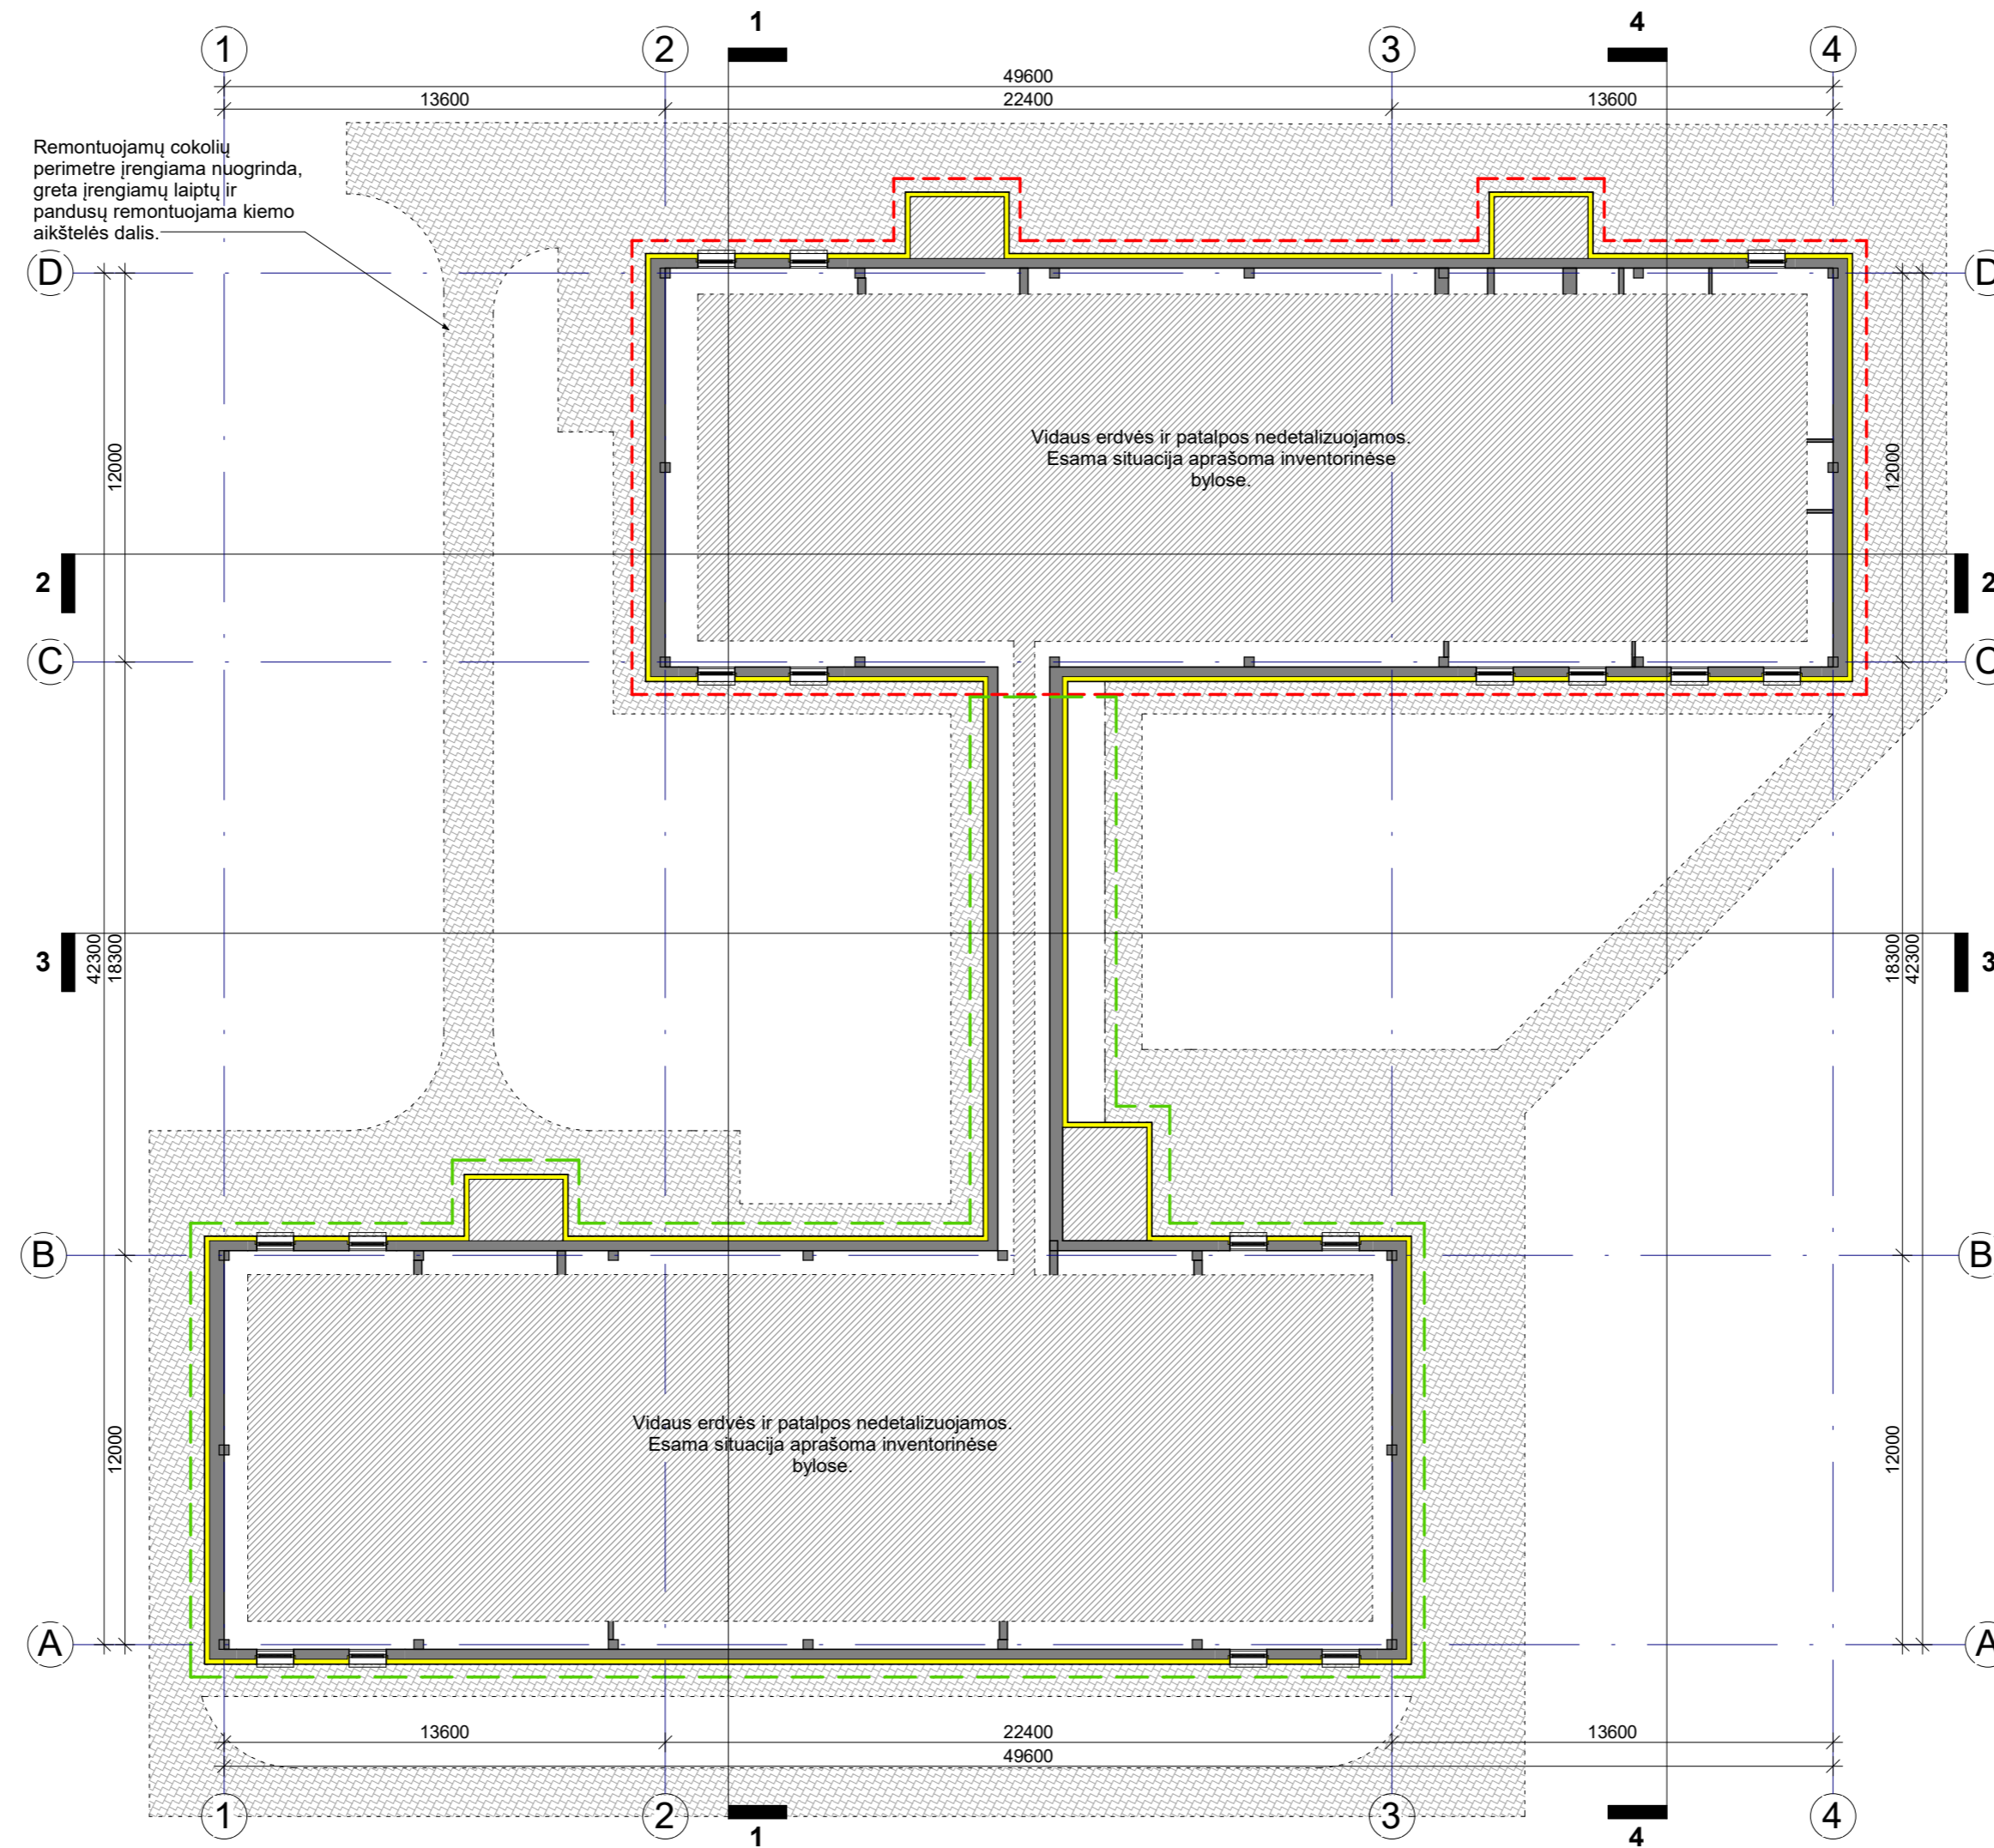 1
4
1
2
3
4
49600
13600
22400
13600
Remontuojamų cokolių
perimetre įrengiama nuogrinda,
greta įrengiamų laiptų ir
pandusų remontuojama kiemo
aikštelės dalis.
D
D
12000
12000
Vidaus erdvės ir patalpos nedetalizuojamos.
Esama situacija aprašoma inventorinėse
bylose.
2
2
C
C
3
3
42300
18300
18300
42300
B
B
12000
12000
Vidaus erdvės ir patalpos nedetalizuojamos.
Esama situacija aprašoma inventorinėse
bylose.
A
A
13600
22400
13600
49600
1
2
3
4
1
4